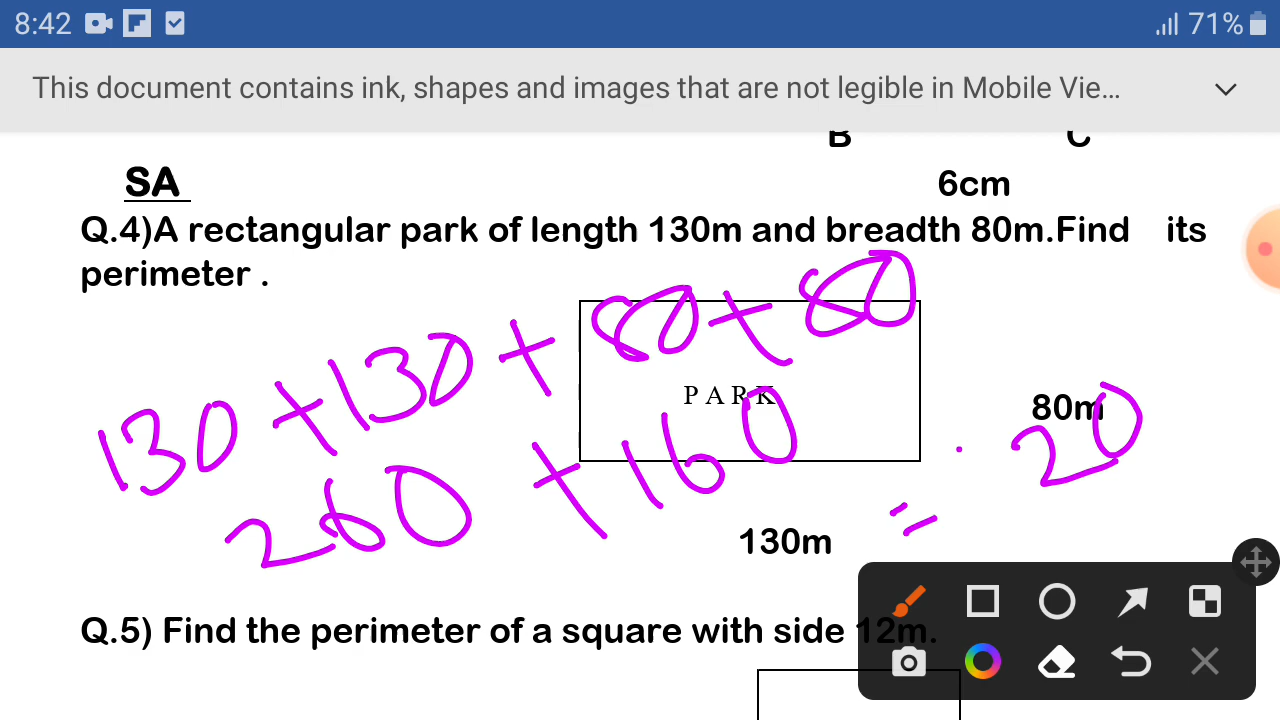 8:42 71%
This document contains ink, shapes and images that are not legible in Mobile Vie...
B C
SA
6cm
Q.4)A rectangular park of length 130m and breadth 80m.Find its
perimeter .
130 + 130 + 80 + 80
PARK
80m
260 + 160 = 20
130m
Q.5) Find the perimeter of a square with side 12m.